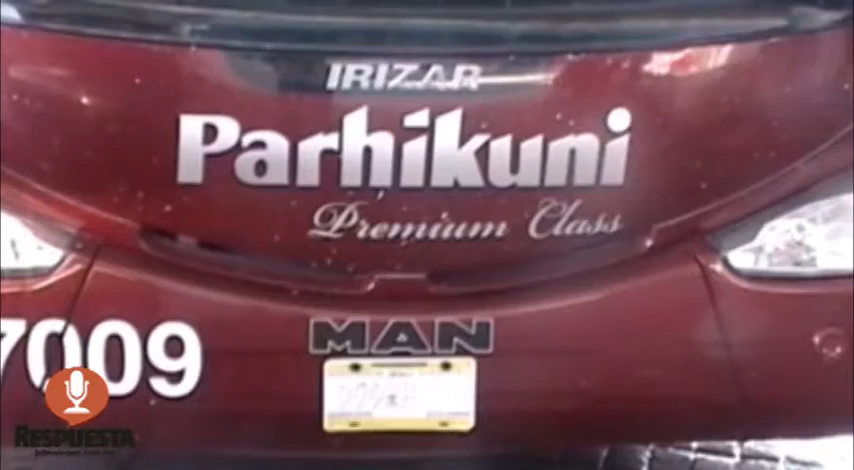 IRIZAR
Parhikuni
Premium Class
7009
MAN
RESPUESTA